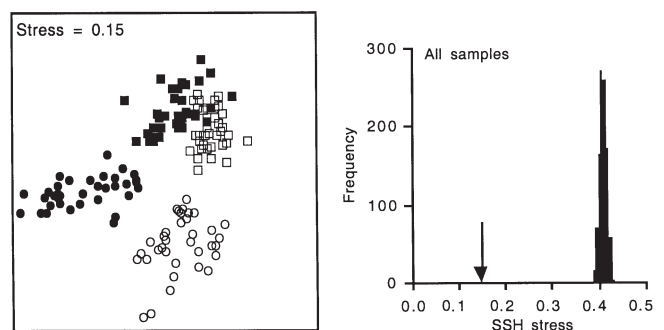 Stress = 0.15
All samples
300
200
100
0
Frequency
0.0 0.1 0.2 0.3 0.4 0.5
SSH stress